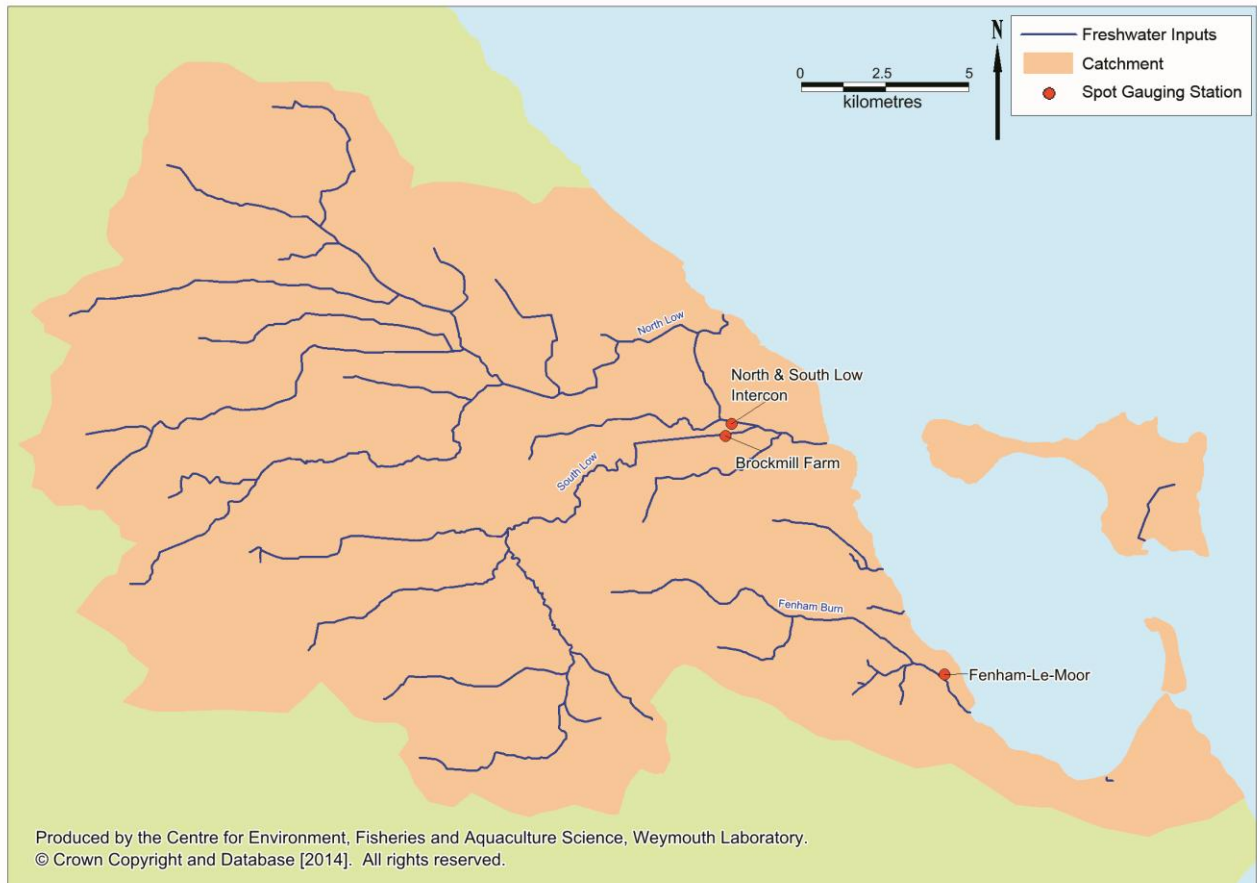 N
Freshwater Inputs
Catchment
Spot Gauging Station
0 2.5 5
kilometres
North Low
North & South Low
Intercon
Brockmill Farm
South Low
Fenham Burn
Fenham-Le-Moor
Produced by the Centre for Environment, Fisheries and Aquaculture Science, Weymouth Laboratory.
© Crown Copyright and Database [2014]. All rights reserved.